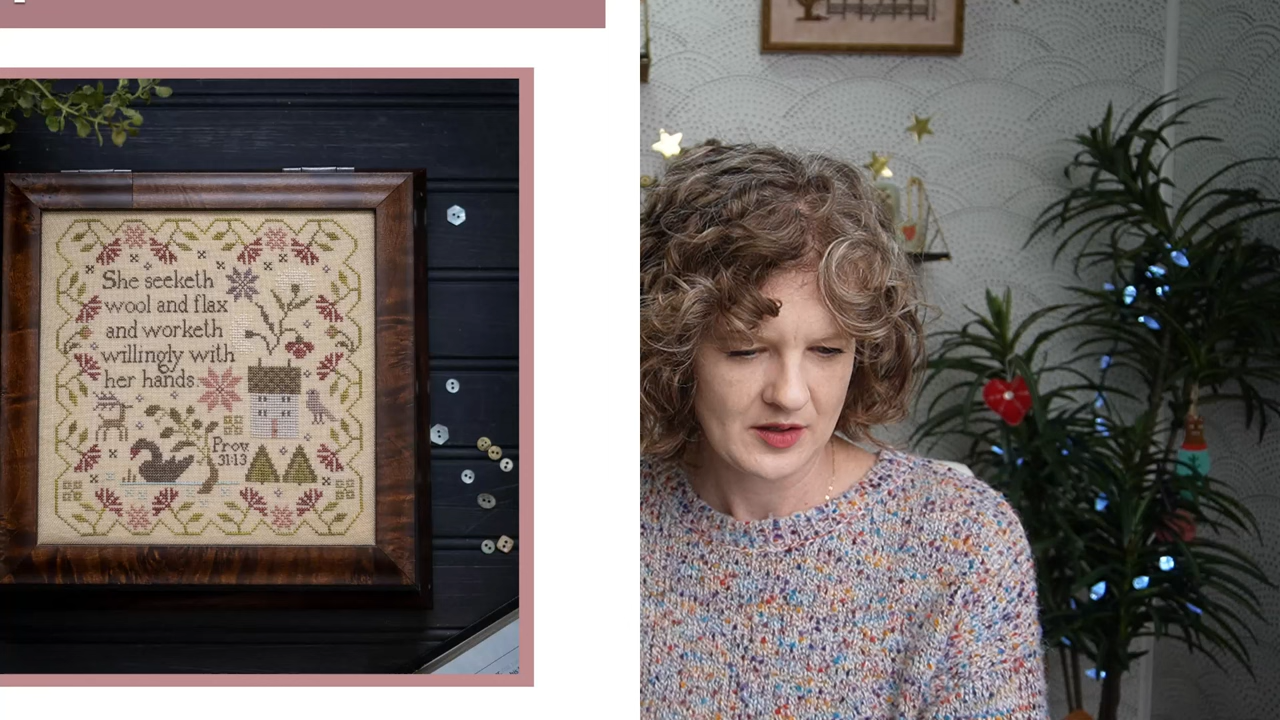 She seeketh
wool and flax
and worketh
willingly with
her hands.
Prov.
31:13